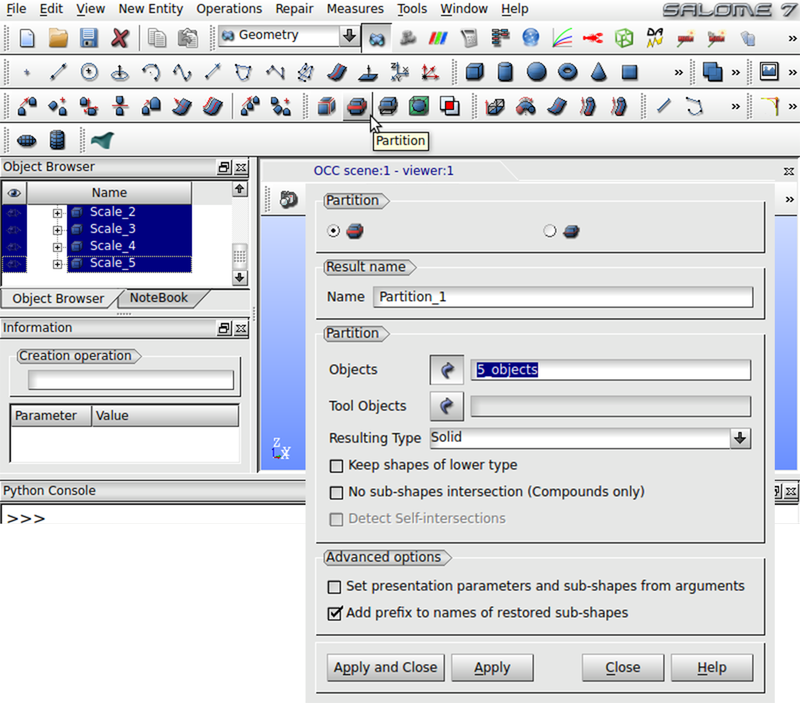 File Edit View New Entity Operations Repair Measures Tools Window Help SALOME 7
Geometry
Partition
Object Browser
Name
Scale_2
Scale_3
Scale_4
Scale_5
Object Browser NoteBook
Information
Creation operation
Parameter Value
Python Console
>>>
OCC scene:1 - viewer:1
Z
Y
X
Partition
Result name
Name Partition_1
Partition
Objects 5_objects
Tool Objects
Resulting Type Solid
Keep shapes of lower type
No sub-shapes intersection (Compounds only)
Detect Self-intersections
Advanced options
Set presentation parameters and sub-shapes from arguments
Add prefix to names of restored sub-shapes
Apply and Close Apply Close Help